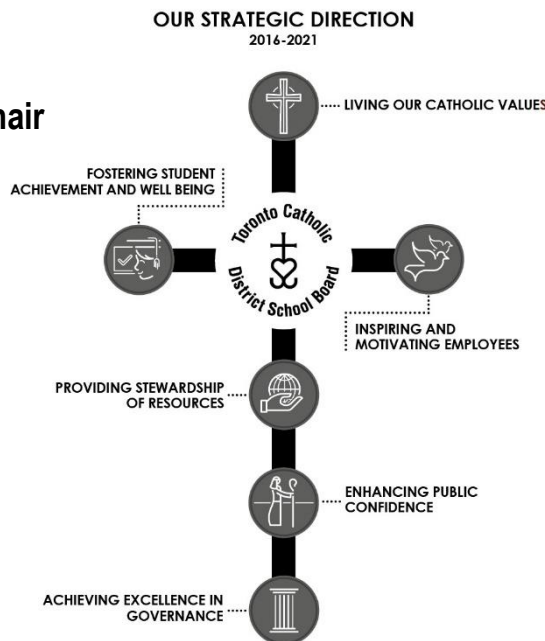 OUR STRATEGIC DIRECTION
2016-2021
LIVING OUR CATHOLIC VALUES
FOSTERING STUDENT
ACHIEVEMENT AND WELL BEING
Toronto Catholic
District School Board
INSPIRING AND
MOTIVATING EMPLOYEES
PROVIDING STEWARDSHIP
OF RESOURCES
ENHANCING PUBLIC
CONFIDENCE
ACHIEVING EXCELLENCE IN
GOVERNANCE